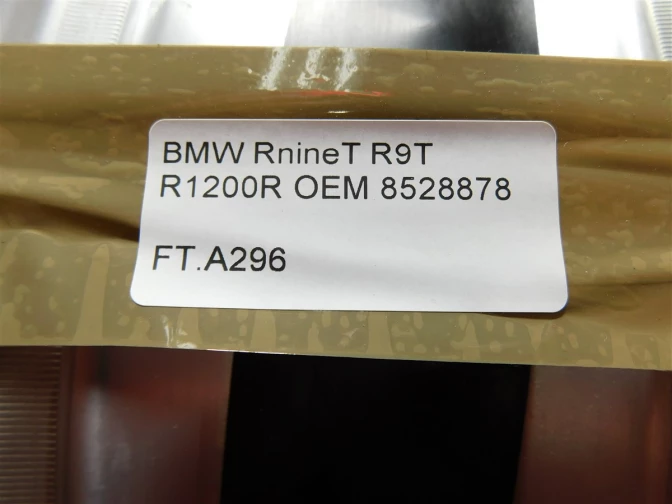 BMW RnineT R9T
R1200R OEM 8528878
FT.A296